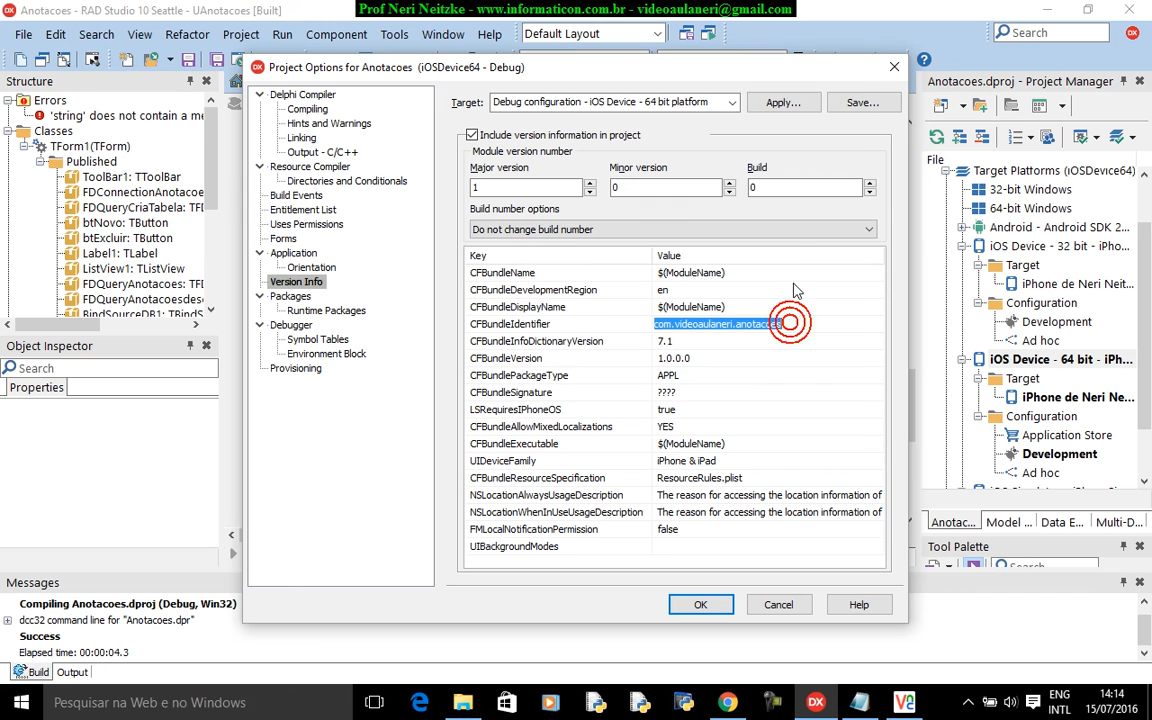 Anotacoes - RAD Studio 10 Seattle - UAnotacoes [Built]
Prof Neri Neitzke - www.informaticon.com.br - videoaulaneri@gmail.com
File Edit Search View Refactor Project Run Component Tools Window Help
Default Layout
Search
Structure
Errors
'string' does not contain a me
Classes
TForm1(TForm)
Published
ToolBar1: TToolBar
FDConnectionAnotacoe
FDQueryCriaTabela: FD
btNovo: TButton
btExcluir: TButton
Label1: TLabel
ListView1: TListView
FDQueryAnotacoes:
FDQueryAnotacoesdes
BindSourceDB1: TBindS
Object Inspector
Search
Properties
Project Options for Anotacoes (iOSDevice64 - Debug)
Delphi Compiler
Compiling
Hints and Warnings
Linking
Output - C/C++
Resource Compiler
Directories and Conditionals
Build Events
Entitlement List
Uses Permissions
Forms
Application
Orientation
Version Info
Packages
Runtime Packages
Debugger
Symbol Tables
Environment Block
Provisioning
Target: Debug configuration - iOS Device - 64 bit platform Apply... Save...
Include version information in project
Module version number
Major version Minor version Build
1 0 0
Build number options
Do not change build number
Key Value
CFBundleName $(ModuleName)
CFBundleDevelopmentRegion en
CFBundleDisplayName $(ModuleName)
CFBundleIdentifier com.videoaulaneri.anotacoes
CFBundleInfoDictionaryVersion 7.1
CFBundleVersion 1.0.0.0
CFBundlePackageType APPL
CFBundleSignature ????
LSRequiresIPhoneOS true
CFBundleAllowMixedLocalizations YES
CFBundleExecutable $(ModuleName)
UIDeviceFamily iPhone & iPad
CFBundleResourceSpecification ResourceRules.plist
NSLocationAlwaysUsageDescription The reason for accessing the location information of
NSLocationWhenInUseUsageDescription The reason for accessing the location information of
FMLocalNotificationPermission false
UIBackgroundModes
OK Cancel Help
Anotacoes.dproj - Project Manager
File
Target Platforms (iOSDevice64)
32-bit Windows
64-bit Windows
Android - Android SDK 2...
iOS Device - 32 bit - iPho...
Target
iPhone de Neri Neit...
Configuration
Development
Ad hoc
iOS Device - 64 bit - iPh...
Target
iPhone de Neri Ne...
Configuration
Application Store
Development
Ad hoc
Anotac... Model ... Data E... Multi-D...
Tool Palette
Search
Messages
Compiling Anotacoes.dproj (Debug, Win32)
dcc32 command line for "Anotacoes.dpr"
Success
Elapsed time: 00:00:04.3
Build Output
Pesquisar na Web e no Windows
ENG
INTL
14:14
15/07/2016